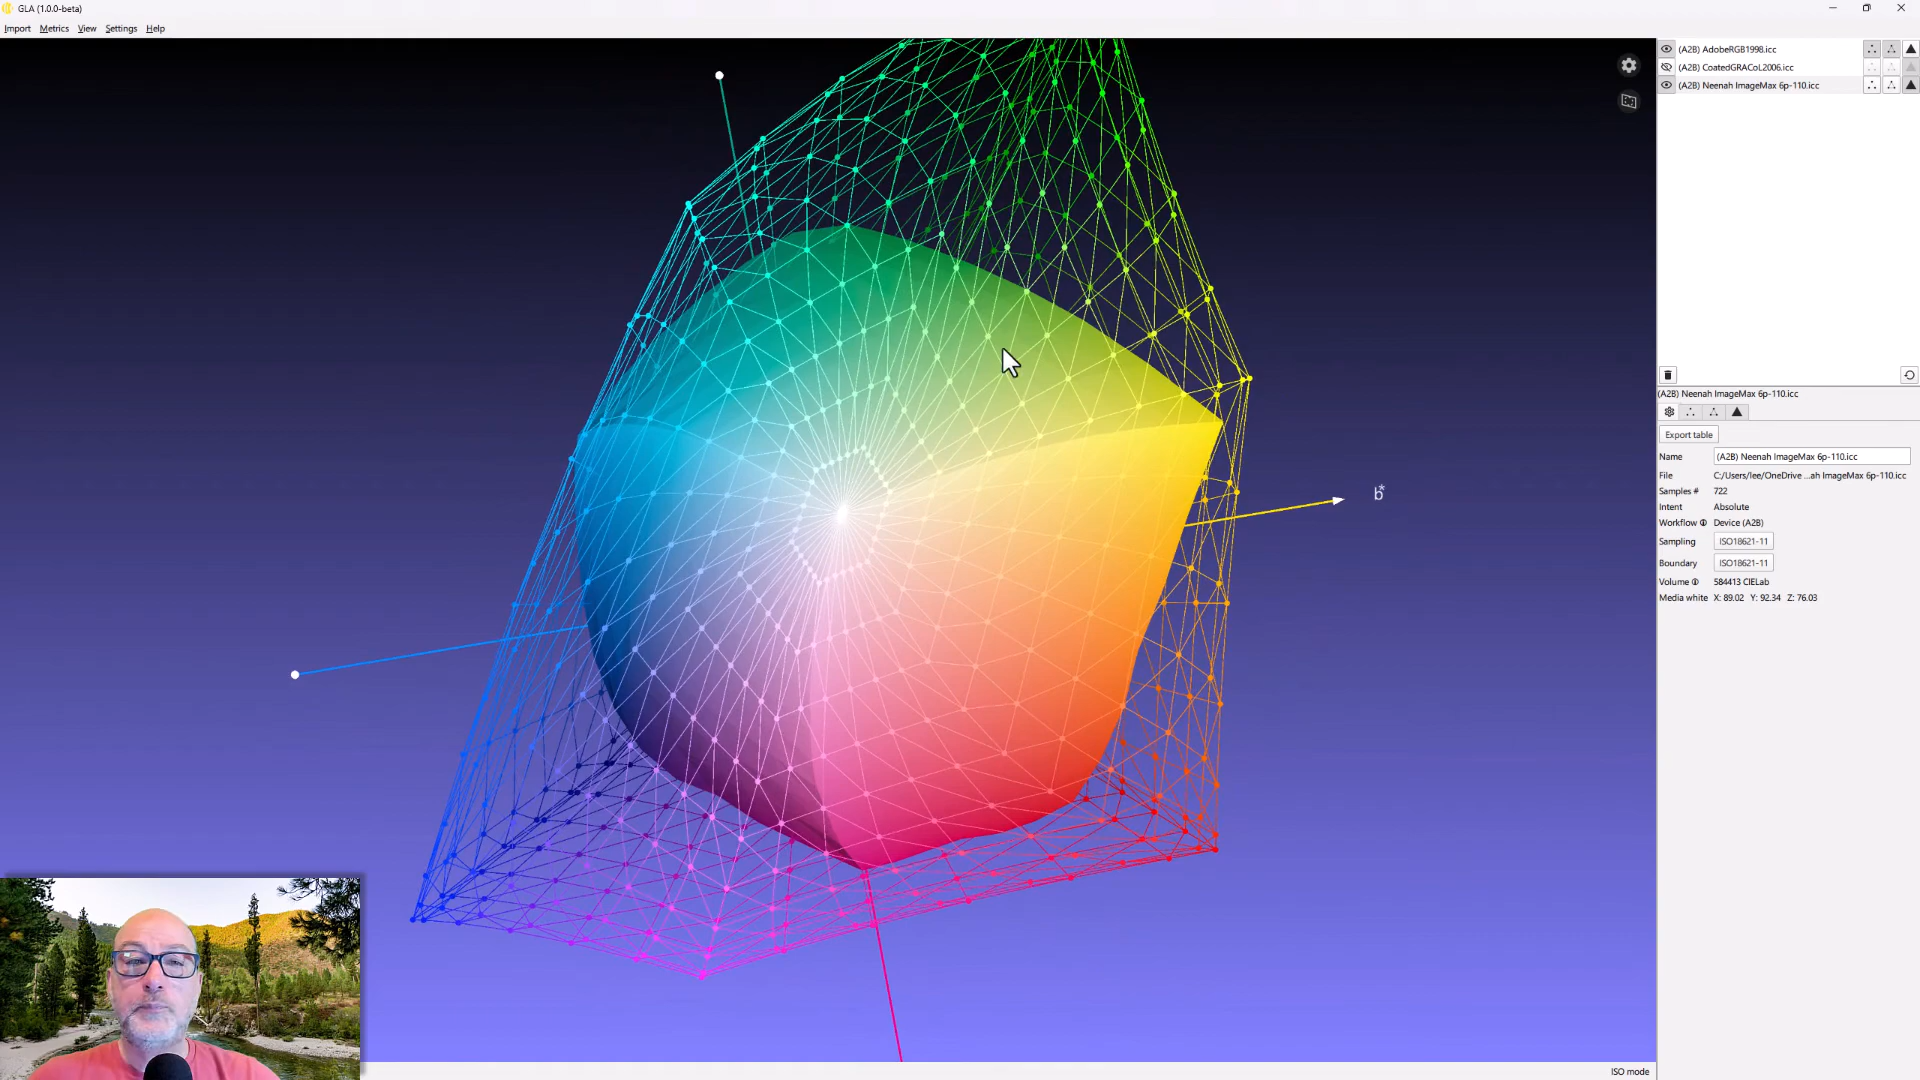 GLA (1.0.0-beta)
Import Metrics View Settings Help
(A2B) AdobeRGB1998.icc
(A2B) CoatedGRACoL2006.icc
(A2B) Neenah ImageMax 6p-110.icc
(A2B) Neenah ImageMax 6p-110.icc
Export table
Name (A2B) Neenah ImageMax 6p-110.icc
File C:/Users/lee/OneDrive ...ah ImageMax 6p-110.icc
Samples # 722
Intent Absolute
Workflow Device (A2B)
Sampling ISO18621-11
Boundary ISO18621-11
Volume 584413 CIELab
Media white X: 89.02 Y: 92.34 Z: 76.03
b*
ISO mode